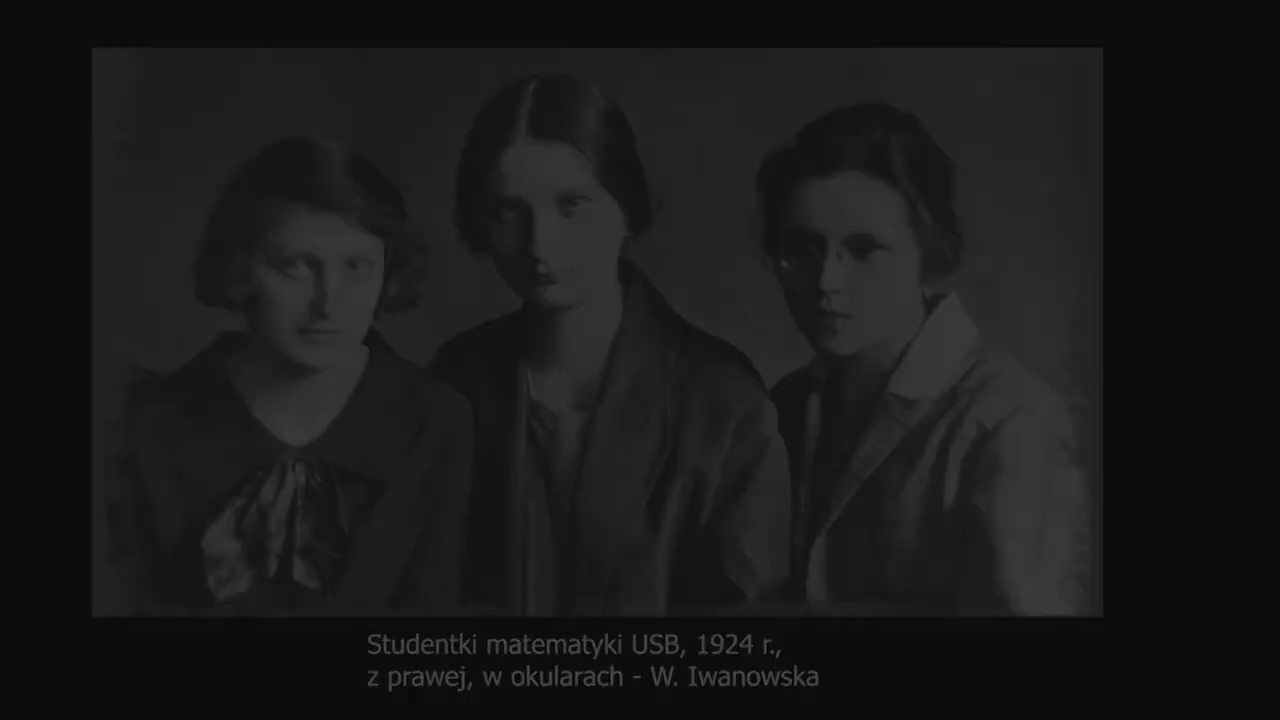 Studentki matematyki USB, 1924 r.,
z prawej, w okularach - W. Iwanowska